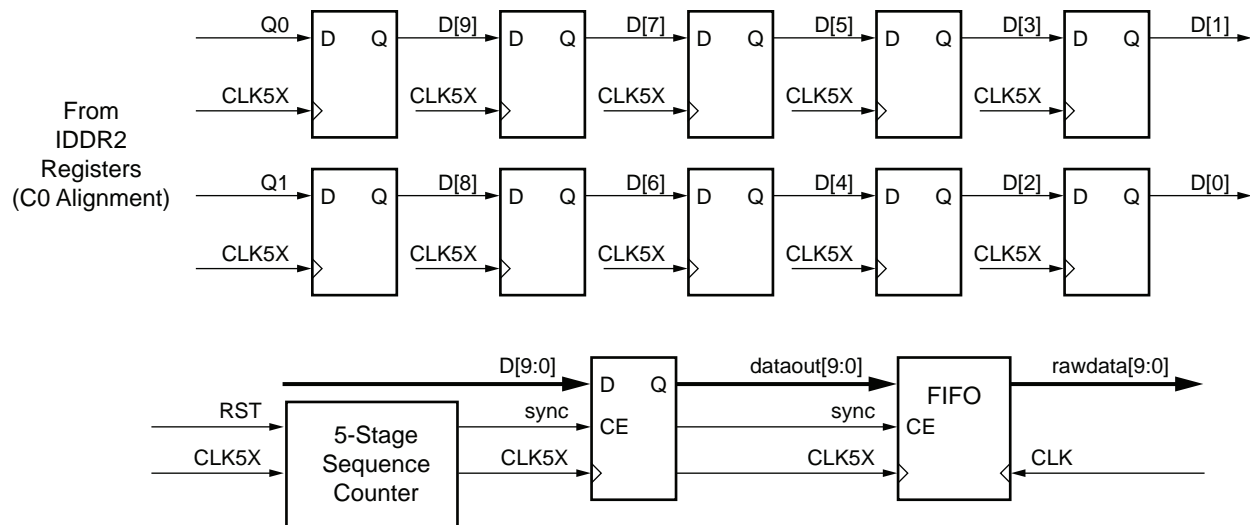 Q0 D[9] D[7] D[5] D[3] D[1]
D Q D Q D Q D Q D Q
CLK5X CLK5X CLK5X CLK5X CLK5X
From
IDDR2
Registers
(C0 Alignment)
Q1 D[8] D[6] D[4] D[2] D[0]
D Q D Q D Q D Q D Q
CLK5X CLK5X CLK5X CLK5X CLK5X
D[9:0] dataout[9:0] rawdata[9:0]
D Q FIFO
RST sync CE sync CE
5-Stage
Sequence
Counter
CLK5X CLK5X CLK5X CLK